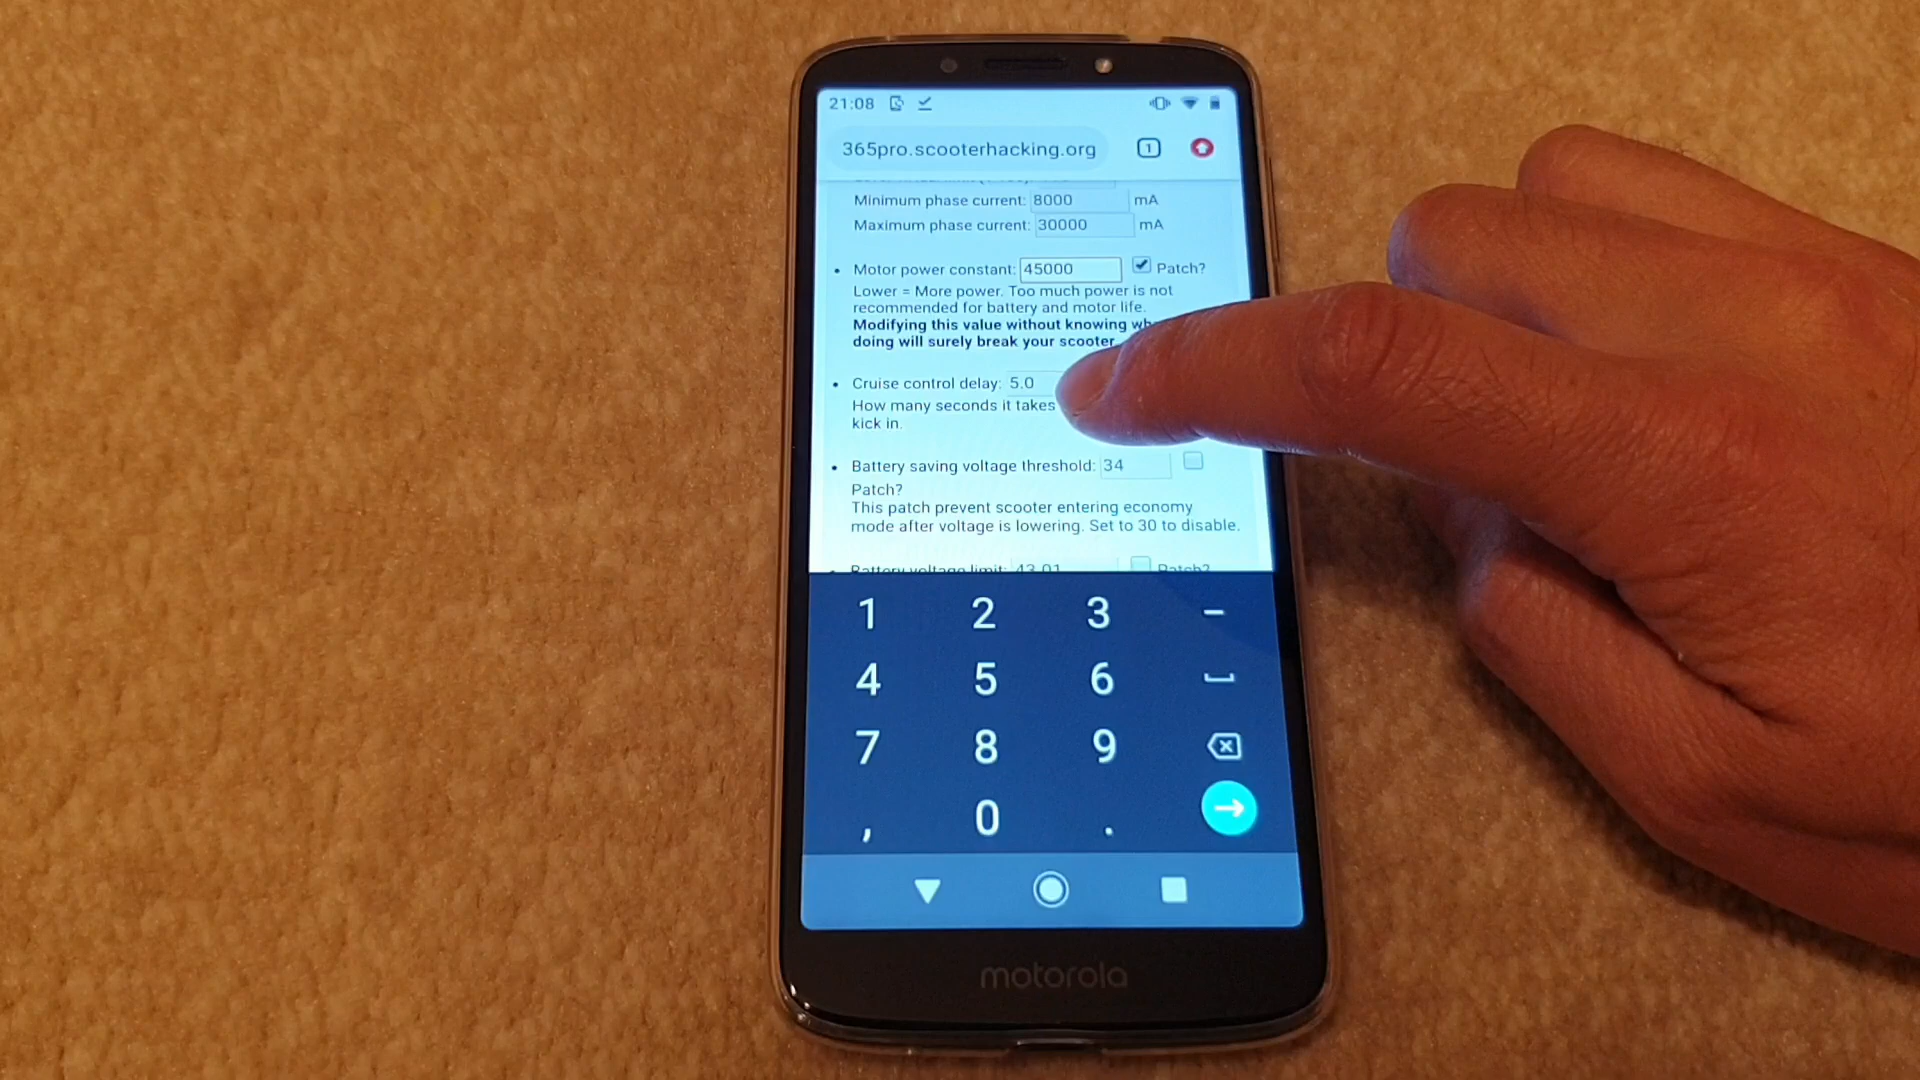 21:08
365pro.scooterhacking.org
1
Minimum phase current: 8000 mA
Maximum phase current: 30000 mA
Motor power constant: 45000 Patch?
Lower = More power. Too much power is not
recommended for battery and motor life.
Modifying this value without knowing
doing will surely break your scooter
Cruise control delay: 5.0
How many seconds it takes
kick in.
Battery saving voltage threshold: 34
Patch?
This patch prevent scooter entering economy
mode after voltage is lowering. Set to 30 to disable.
Battery voltage limit: 43.01 Patch?
1 2 3 -
4 5 6
7 8 9
, 0 .
motorola